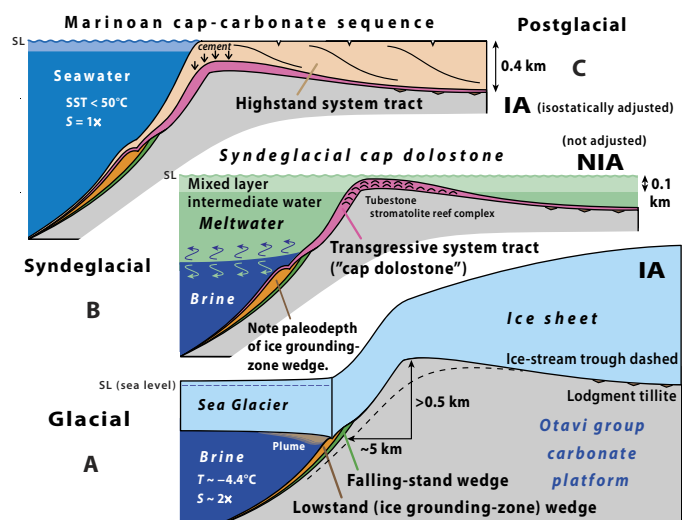 Marinoan cap-carbonate sequence
Postglacial
SL
cement
Seawater
SST < 50°C
S = 1x
Highstand system tract
0.4 km
C
IA (isostatically adjusted)
(not adjusted)
Syndeglacial cap dolostone
NIA
SL
Mixed layer
intermediate water
Meltwater
Tubestone
stromatolite reef complex
0.1
km
Transgressive system tract
("cap dolostone")
Syndeglacial
B
Brine
Note paleodepth
of ice grounding-
zone wedge.
IA
Ice sheet
Ice-stream trough dashed
SL (sea level)
Lodgment tillite
Glacial
A
Sea Glacier
>0.5 km
~5 km
Plume
Brine
T ~ −4.4°C
S ~ 2x
Otavi group
carbonate
platform
Falling-stand wedge
Lowstand (ice grounding-zone) wedge